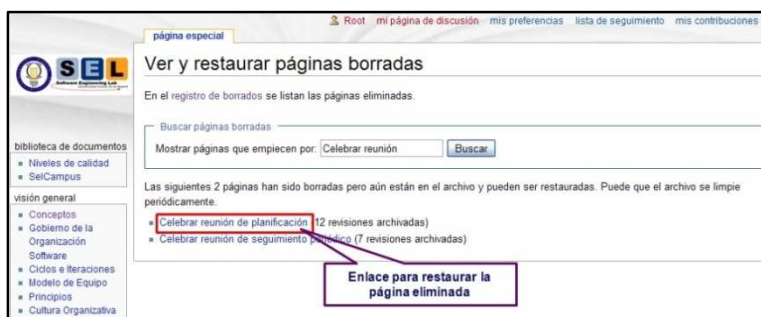 Root mi página de discusión mis preferencias lista de seguimiento mis contribuciones
página especial
SEL
Software Engineering Lab
Ver y restaurar páginas borradas
En el registro de borrados se listan las páginas eliminadas.
Buscar páginas borradas
Mostrar páginas que empiecen por: Celebrar reunión Buscar
Las siguientes 2 páginas han sido borradas pero aún están en el archivo y pueden ser restauradas. Puede que el archivo se limpie
periódicamente.
Celebrar reunión de planificación (12 revisiones archivadas)
Celebrar reunión de seguimiento periódico (7 revisiones archivadas)
Enlace para restaurar la
página eliminada
biblioteca de documentos
Niveles de calidad
SelCampus
visión general
Conceptos
Gobierno de la
Organización
Software
Ciclos e Iteraciones
Modelo de Equipo
Principios
Cultura Organizativa